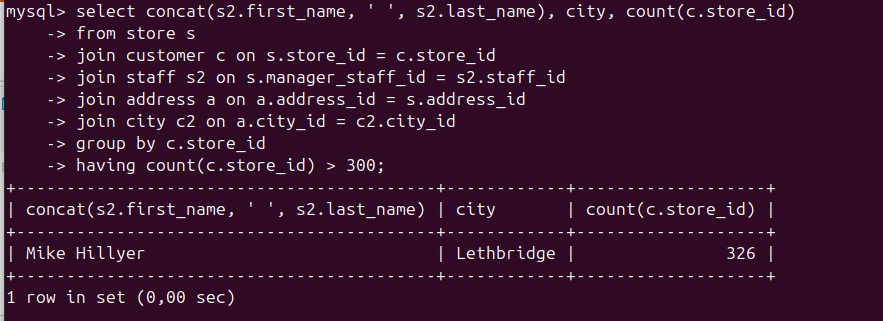 mysql> select concat(s2.first_name, ' ', s2.last_name), city, count(c.store_id)
    -> from store s
    -> join customer c on s.store_id = c.store_id
    -> join staff s2 on s.manager_staff_id = s2.staff_id
    -> join address a on a.address_id = s.address_id
    -> join city c2 on a.city_id = c2.city_id
    -> group by c.store_id
    -> having count(c.store_id) > 300;
+------------------------------------------+------------+-------------------+
| concat(s2.first_name, ' ', s2.last_name) | city       | count(c.store_id) |
+------------------------------------------+------------+-------------------+
| Mike Hillyer                             | Lethbridge |               326 |
+------------------------------------------+------------+-------------------+
1 row in set (0,00 sec)